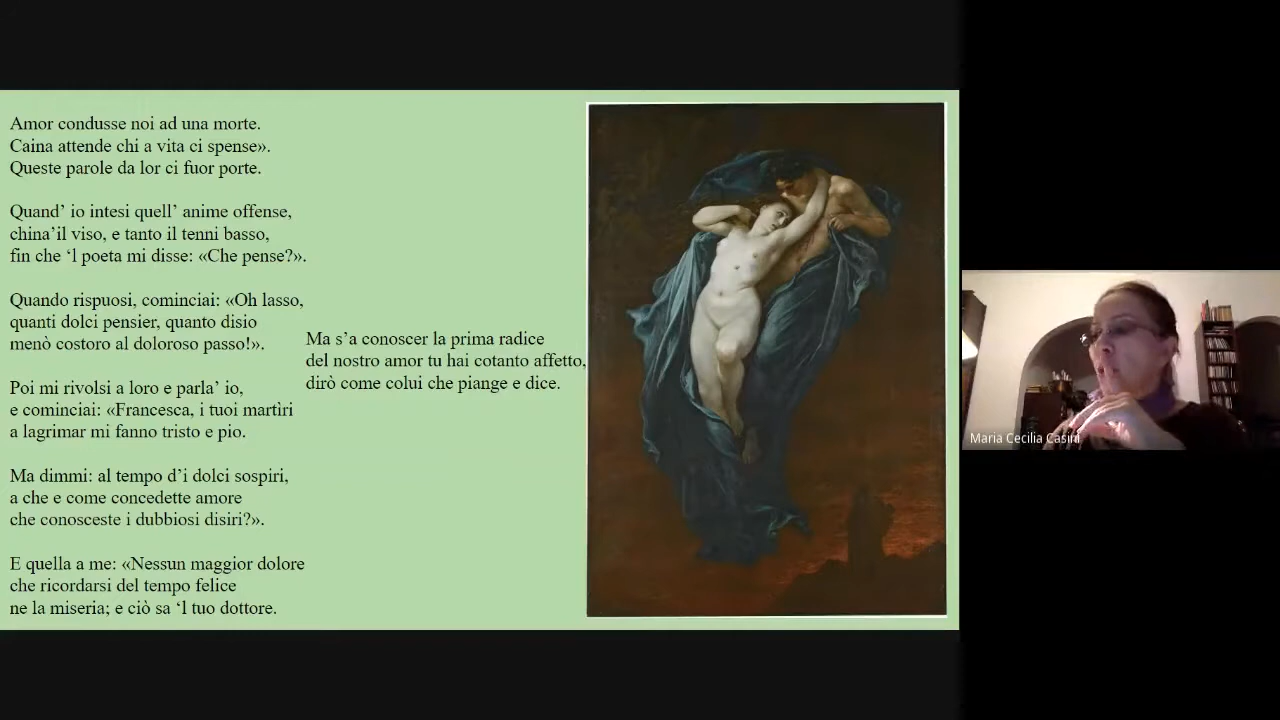 Amor condusse noi ad una morte.
Caina attende chi a vita ci spense».
Queste parole da lor ci fuor porte.
Quand' io intesi quell' anime offense,
china'il viso, e tanto il tenni basso,
fin che 'l poeta mi disse: «Che pense?».
Quando rispuosi, cominciai: «Oh lasso,
quanti dolci pensier, quanto disio
menò costoro al doloroso passo!».
Poi mi rivolsi a loro e parla' io,
e cominciai: «Francesca, i tuoi martìri
a lagrimar mi fanno tristo e pio.
Ma dimmi: al tempo d'i dolci sospiri,
a che e come concedette amore
che conosceste i dubbiosi disiri?».
E quella a me: «Nessun maggior dolore
che ricordarsi del tempo felice
ne la miseria; e ciò sa 'l tuo dottore.
Ma s'a conoscer la prima radice
del nostro amor tu hai cotanto affetto,
dirò come colui che piange e dice.
Maria Cecilia Casini